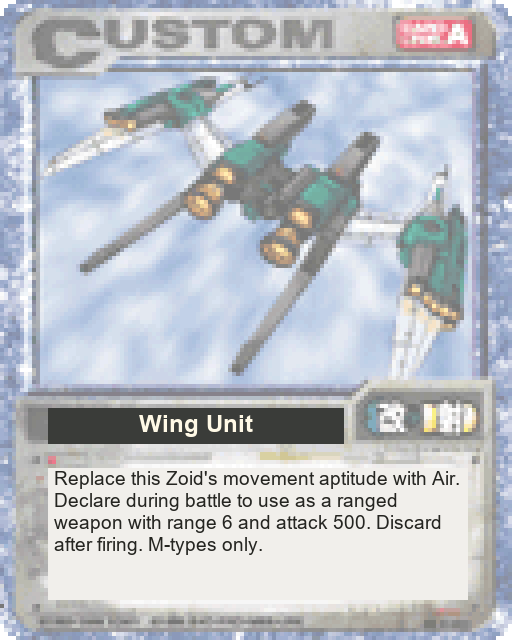 CUSTOM
A
Wing Unit
Replace this Zoid's movement aptitude with Air.
Declare during battle to use as a ranged
weapon with range 6 and attack 500. Discard
after firing. M-types only.